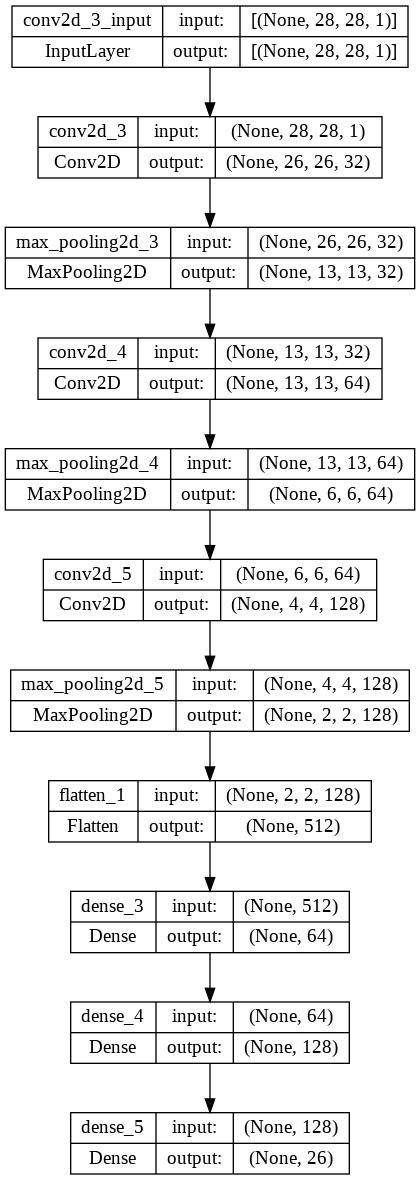 conv2d_3_input input: [(None, 28, 28, 1)]
InputLayer output: [(None, 28, 28, 1)]
conv2d_3 input: (None, 28, 28, 1)
Conv2D output: (None, 26, 26, 32)
max_pooling2d_3 input: (None, 26, 26, 32)
MaxPooling2D output: (None, 13, 13, 32)
conv2d_4 input: (None, 13, 13, 32)
Conv2D output: (None, 13, 13, 64)
max_pooling2d_4 input: (None, 13, 13, 64)
MaxPooling2D output: (None, 6, 6, 64)
conv2d_5 input: (None, 6, 6, 64)
Conv2D output: (None, 4, 4, 128)
max_pooling2d_5 input: (None, 4, 4, 128)
MaxPooling2D output: (None, 2, 2, 128)
flatten_1 input: (None, 2, 2, 128)
Flatten output: (None, 512)
dense_3 input: (None, 512)
Dense output: (None, 64)
dense_4 input: (None, 64)
Dense output: (None, 128)
dense_5 input: (None, 128)
Dense output: (None, 26)